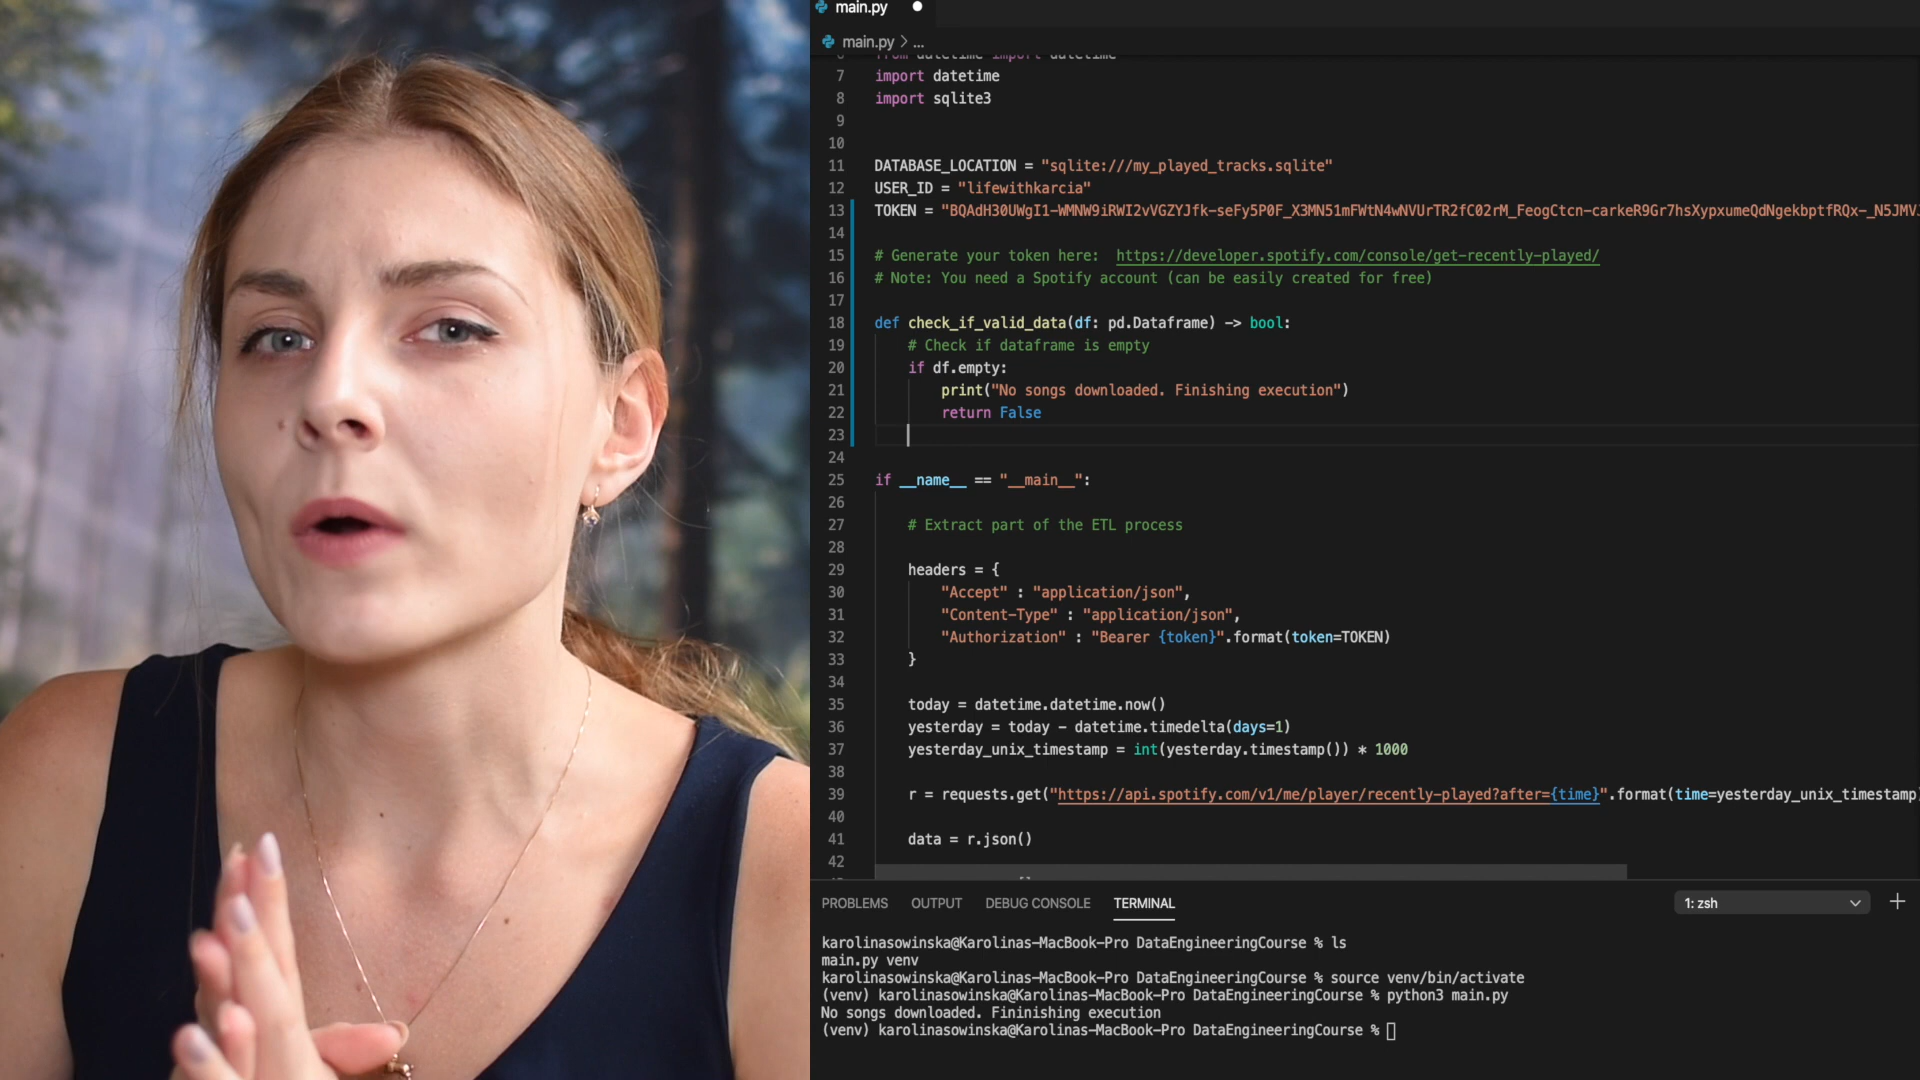 main.py
main.py > ...
6 from datetime import datetime
7 import datetime
8 import sqlite3
9
10
11 DATABASE_LOCATION = "sqlite:///my_played_tracks.sqlite"
12 USER_ID = "lifewithkarcia"
13 TOKEN = "BQAdH30UWgI1-WMNW9iRWI2vVGZYJfk-seFy5P0F_X3MN51mFWtN4wNVUrTR2fC02rM_FeogCtcn-carkeR9Gr7hsXypxumeQdNgekbptfRQx-_N5JMVJ
14
15 # Generate your token here:  https://developer.spotify.com/console/get-recently-played/
16 # Note: You need a Spotify account (can be easily created for free)
17
18 def check_if_valid_data(df: pd.Dataframe) -> bool:
19     # Check if dataframe is empty
20     if df.empty:
21         print("No songs downloaded. Finishing execution")
22         return False
23
24
25 if __name__ == "__main__":
26
27     # Extract part of the ETL process
28
29     headers = {
30         "Accept" : "application/json",
31         "Content-Type" : "application/json",
32         "Authorization" : "Bearer {token}".format(token=TOKEN)
33     }
34
35     today = datetime.datetime.now()
36     yesterday = today - datetime.timedelta(days=1)
37     yesterday_unix_timestamp = int(yesterday.timestamp()) * 1000
38
39     r = requests.get("https://api.spotify.com/v1/me/player/recently-played?after={time}".format(time=yesterday_unix_timestamp)
40
41     data = r.json()
42
PROBLEMS OUTPUT DEBUG CONSOLE TERMINAL 1: zsh
karolinasowinska@Karolinas-MacBook-Pro DataEngineeringCourse % ls
main.py venv
karolinasowinska@Karolinas-MacBook-Pro DataEngineeringCourse % source venv/bin/activate
(venv) karolinasowinska@Karolinas-MacBook-Pro DataEngineeringCourse % python3 main.py
No songs downloaded. Fininishing execution
(venv) karolinasowinska@Karolinas-MacBook-Pro DataEngineeringCourse %